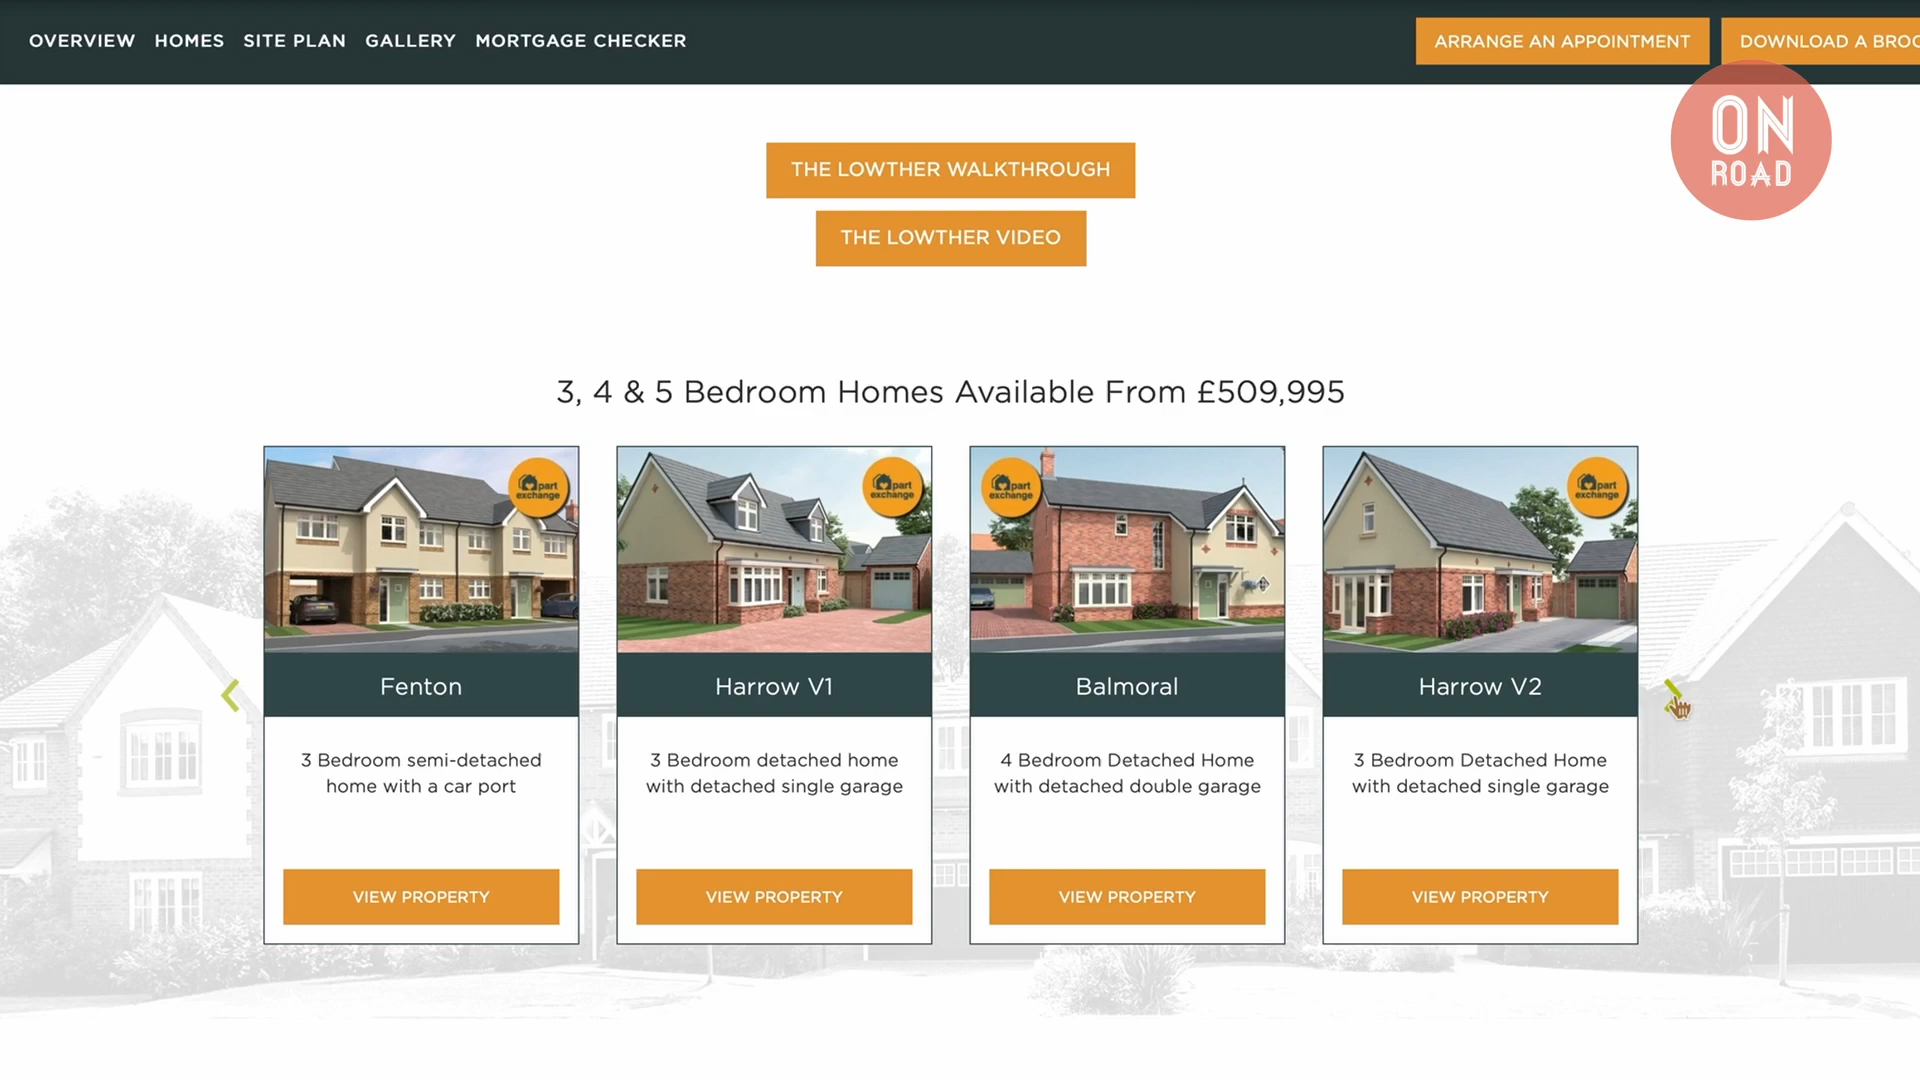 OVERVIEW HOMES SITE PLAN GALLERY MORTGAGE CHECKER
ARRANGE AN APPOINTMENT
DOWNLOAD A
ON
ROAD
THE LOWTHER WALKTHROUGH
THE LOWTHER VIDEO
3, 4 & 5 Bedroom Homes Available From £509,995
part
exchange
part
exchange
part
exchange
part
exchange
Fenton
3 Bedroom semi-detached
home with a car port
VIEW PROPERTY
Harrow V1
3 Bedroom detached home
with detached single garage
VIEW PROPERTY
Balmoral
4 Bedroom Detached Home
with detached double garage
VIEW PROPERTY
Harrow V2
3 Bedroom Detached Home
with detached single garage
VIEW PROPERTY